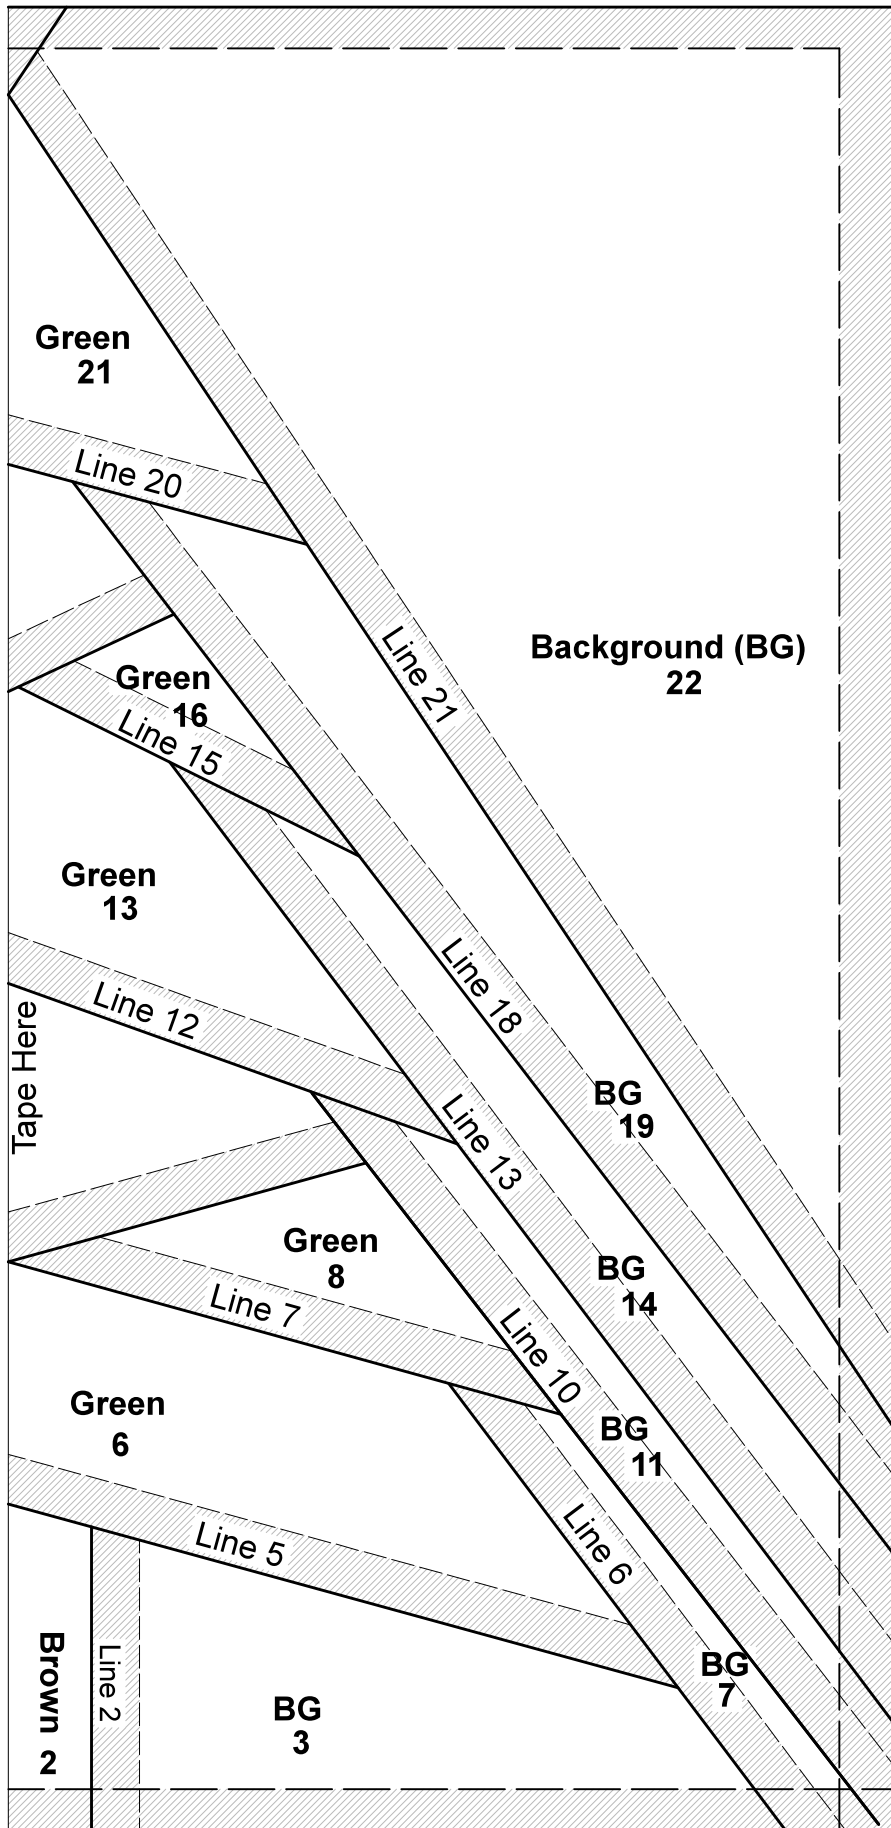 Green
21
Line 20
Line 21
Background (BG)
22
Green
16
Line 15
Green
13
Line 18
Line 12
Tape Here
BG
19
Line 13
Green
8
BG
14
Line 7
Line 10
Green
6
BG
11
Line 5
Line 6
Brown 2
Line 2
BG
3
BG
7